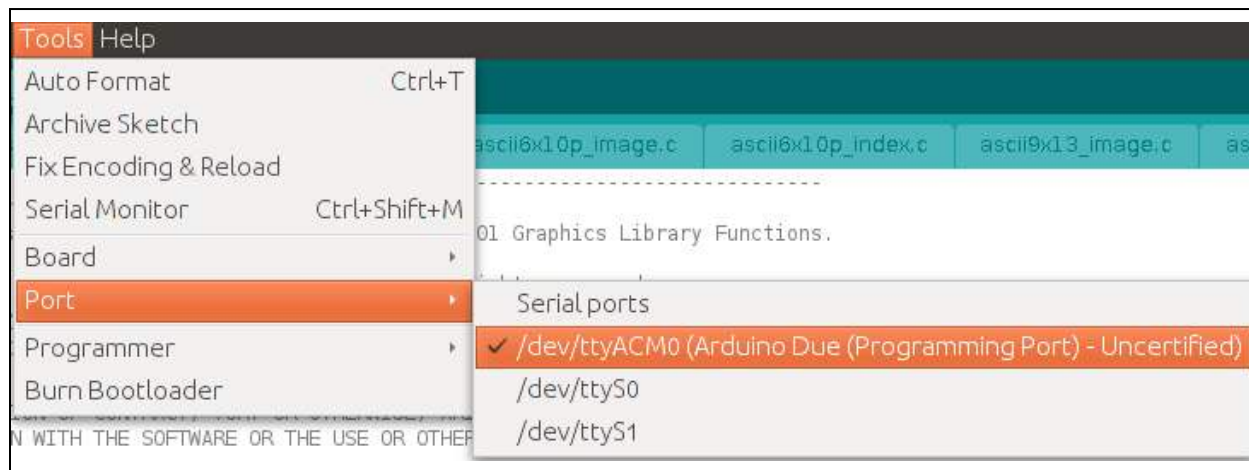 Tools Help
Auto Format Ctrl+T
Archive Sketch
Fix Encoding & Reload
Serial Monitor Ctrl+Shift+M
Board
Port
Programmer
Burn Bootloader
ascii6x10p_image.c ascii6x10p_index.c ascii9x13_image.c as
01 Graphics Library Functions.
Serial ports
✓ /dev/ttyACM0 (Arduino Due (Programming Port) - Uncertified)
/dev/ttyS0
/dev/ttyS1
N WITH THE SOFTWARE OR THE USE OR OTHER